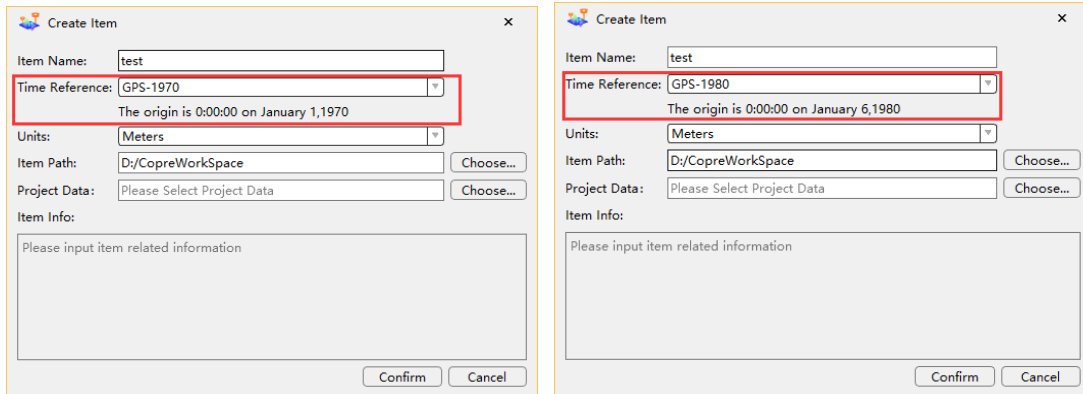 Create Item
Item Name: test
Time Reference: GPS-1970
The origin is 0:00:00 on January 1,1970
Units: Meters
Item Path: D:/CopreWorkSpace Choose...
Project Data: Please Select Project Data Choose...
Item Info:
Please input item related information
Confirm Cancel
Create Item
Item Name: test
Time Reference: GPS-1980
The origin is 0:00:00 on January 6,1980
Units: Meters
Item Path: D:/CopreWorkSpace Choose...
Project Data: Please Select Project Data Choose...
Item Info:
Please input item related information
Confirm Cancel